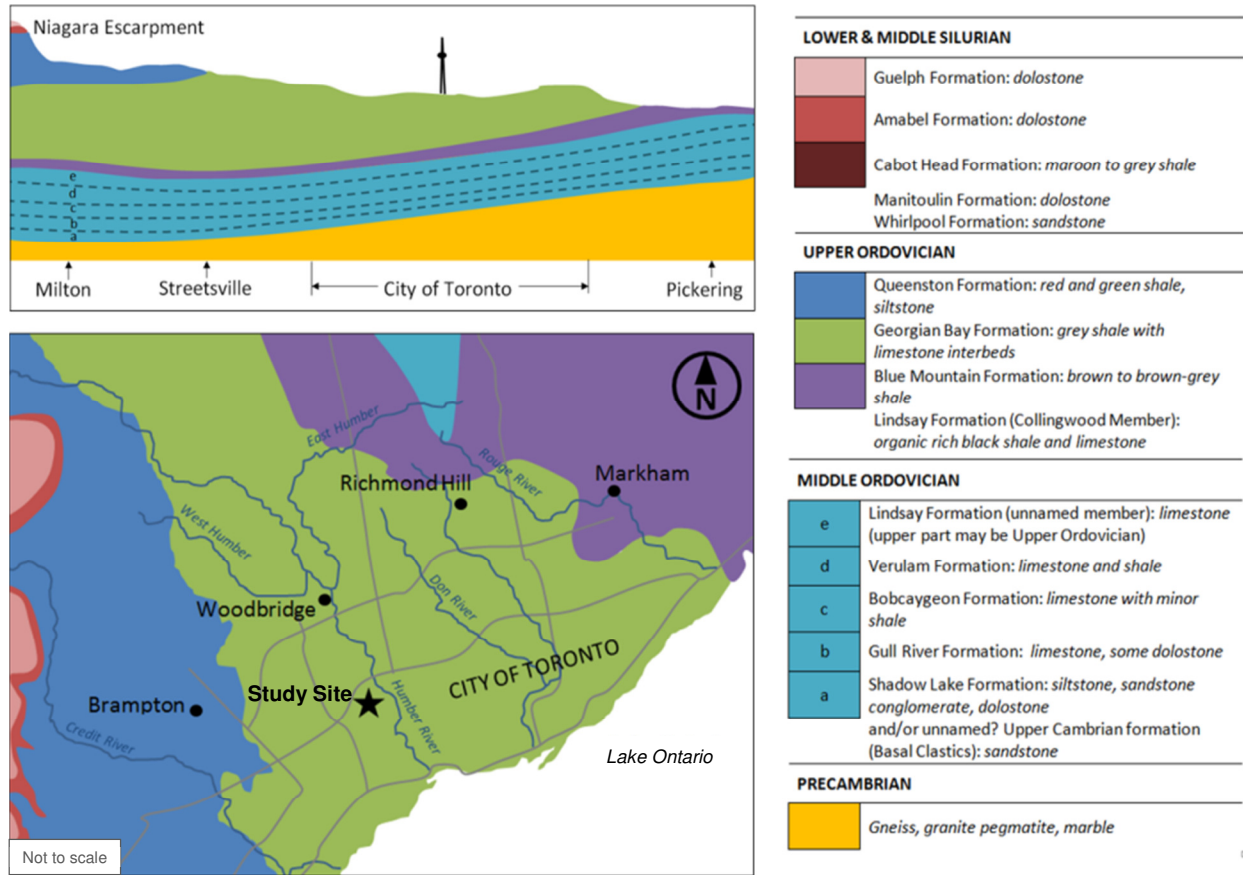 Niagara Escarpment
e
d
c
b
a
Milton
Streetsville
City of Toronto
Pickering
N
East Humber
Rouge River
Richmond Hill
Markham
West Humber
Don River
Woodbridge
CITY OF TORONTO
Study Site
Humber River
Brampton
Credit River
Lake Ontario
Not to scale
LOWER & MIDDLE SILURIAN
Guelph Formation: dolostone
Amabel Formation: dolostone
Cabot Head Formation: maroon to grey shale
Manitoulin Formation: dolostone
Whirlpool Formation: sandstone
UPPER ORDOVICIAN
Queenston Formation: red and green shale,
siltstone
Georgian Bay Formation: grey shale with
limestone interbeds
Blue Mountain Formation: brown to brown-grey
shale
Lindsay Formation (Collingwood Member):
organic rich black shale and limestone
MIDDLE ORDOVICIAN
e
Lindsay Formation (unnamed member): limestone
(upper part may be Upper Ordovician)
d
Verulam Formation: limestone and shale
c
Bobcaygeon Formation: limestone with minor
shale
b
Gull River Formation: limestone, some dolostone
a
Shadow Lake Formation: siltstone, sandstone
conglomerate, dolostone
and/or unnamed? Upper Cambrian formation
(Basal Clastics): sandstone
PRECAMBRIAN
Gneiss, granite pegmatite, marble